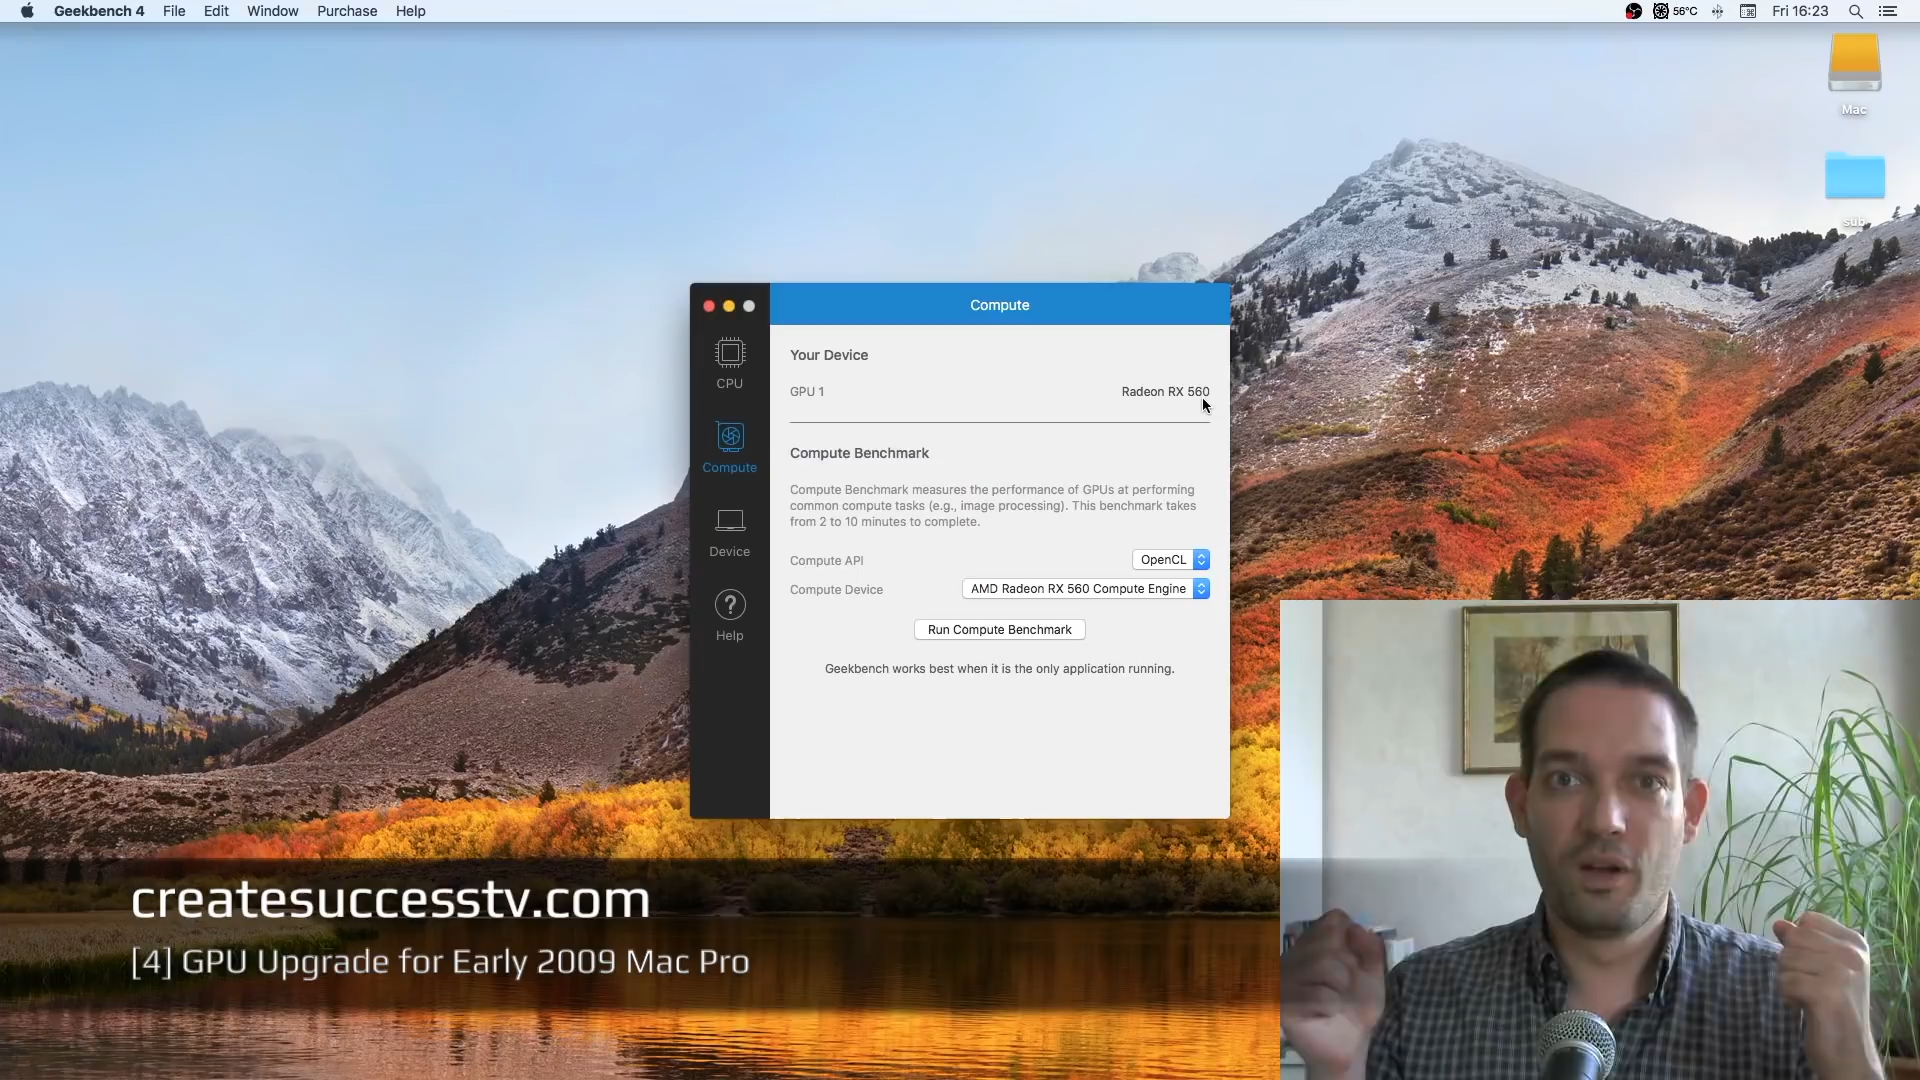 Geekbench 4 File Edit Window Purchase Help 56°C Fri 16:23
Mac
sub
Compute
Your Device
GPU 1 Radeon RX 560
CPU
Compute Benchmark
Compute
Compute Benchmark measures the performance of GPUs at performing
common compute tasks (e.g., image processing). This benchmark takes
from 2 to 10 minutes to complete.
Device
Compute API OpenCL
Compute Device AMD Radeon RX 560 Compute Engine
Help
Run Compute Benchmark
Geekbench works best when it is the only application running.
createsuccesstv.com
[4] GPU Upgrade for Early 2009 Mac Pro